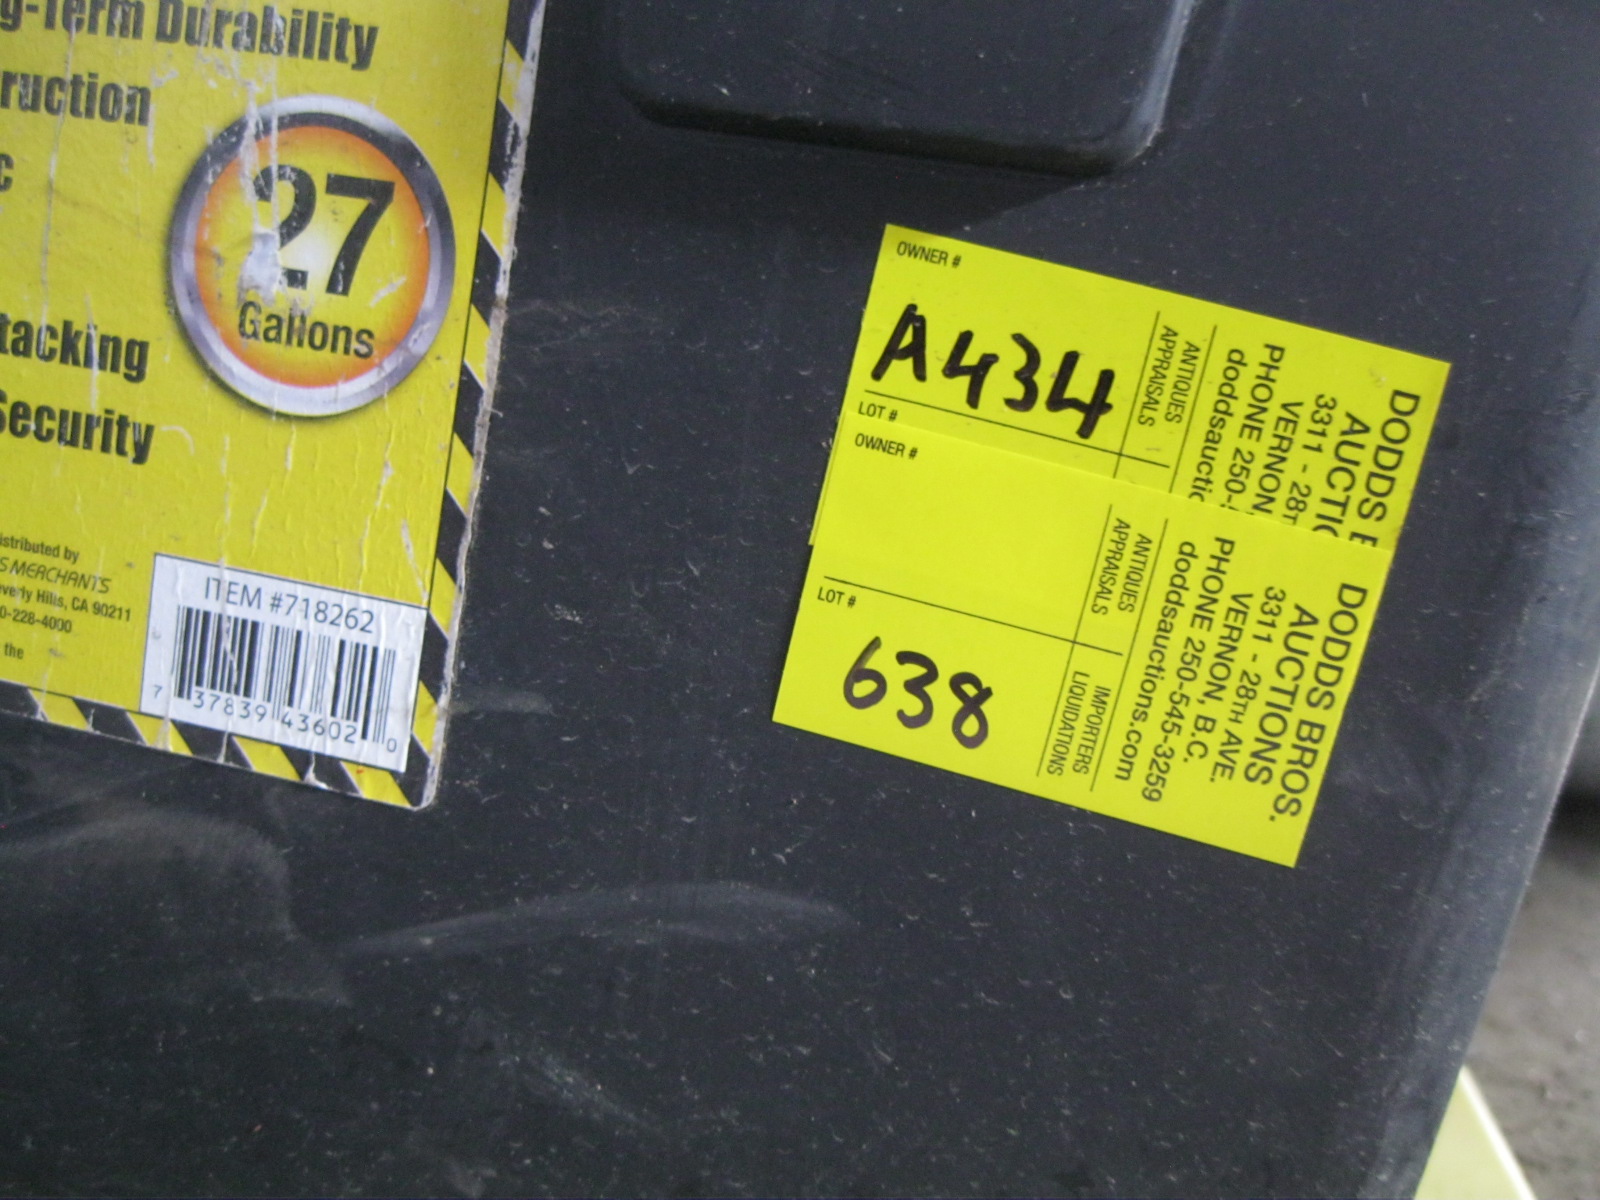 g-Term Durability
ruction
c
27
Gallons
tacking
Security
istributed by
S MERCHANTS
everly Hills, CA 90211
0-228-4000
the
ITEM #718262
7 37839 43602 0
OWNER #
A434
LOT #
ANTIQUES
APPRAISALS
DODDS B
AUCTIO
3311 - 28T
VERNON
PHONE 250-5
doddsauctio
OWNER #
LOT #
638
ANTIQUES
APPRAISALS
IMPORTERS
LIQUIDATIONS
DODDS BROS.
AUCTIONS
3311 - 28TH AVE.
VERNON, B.C.
PHONE 250-545-3259
doddsauctions.com